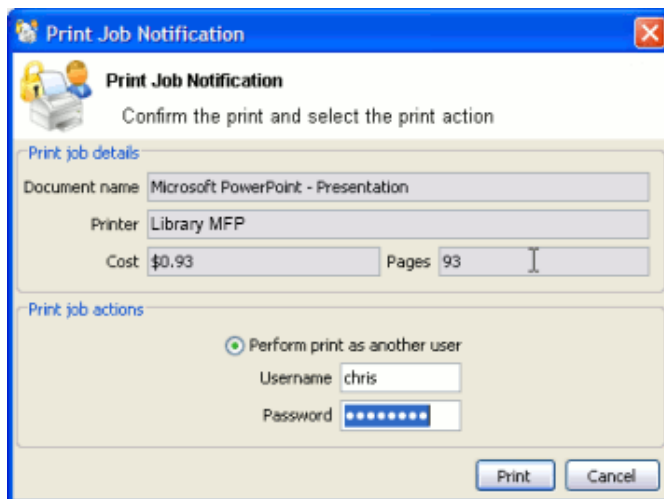 Print Job Notification
Print Job Notification
Confirm the print and select the print action
Print job details
Document name Microsoft PowerPoint - Presentation
Printer Library MFP
Cost $0.93 Pages 93
Print job actions
Perform print as another user
Username chris
Password ●●●●●●●●
Print Cancel